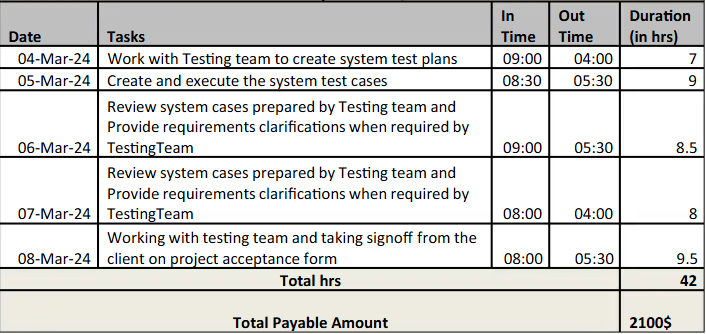 Date Tasks In Time Out Time Duration (in hrs)
04-Mar-24 Work with Testing team to create system test plans 09:00 04:00 7
05-Mar-24 Create and execute the system test cases 08:30 05:30 9
Review system cases prepared by Testing team and
Provide requirements clarifications when required by
06-Mar-24 TestingTeam 09:00 05:30 8.5
Review system cases prepared by Testing team and
Provide requirements clarifications when required by
07-Mar-24 TestingTeam 08:00 04:00 8
Working with testing team and taking signoff from the
08-Mar-24 client on project acceptance form 08:00 05:30 9.5
Total hrs 42
Total Payable Amount 2100$